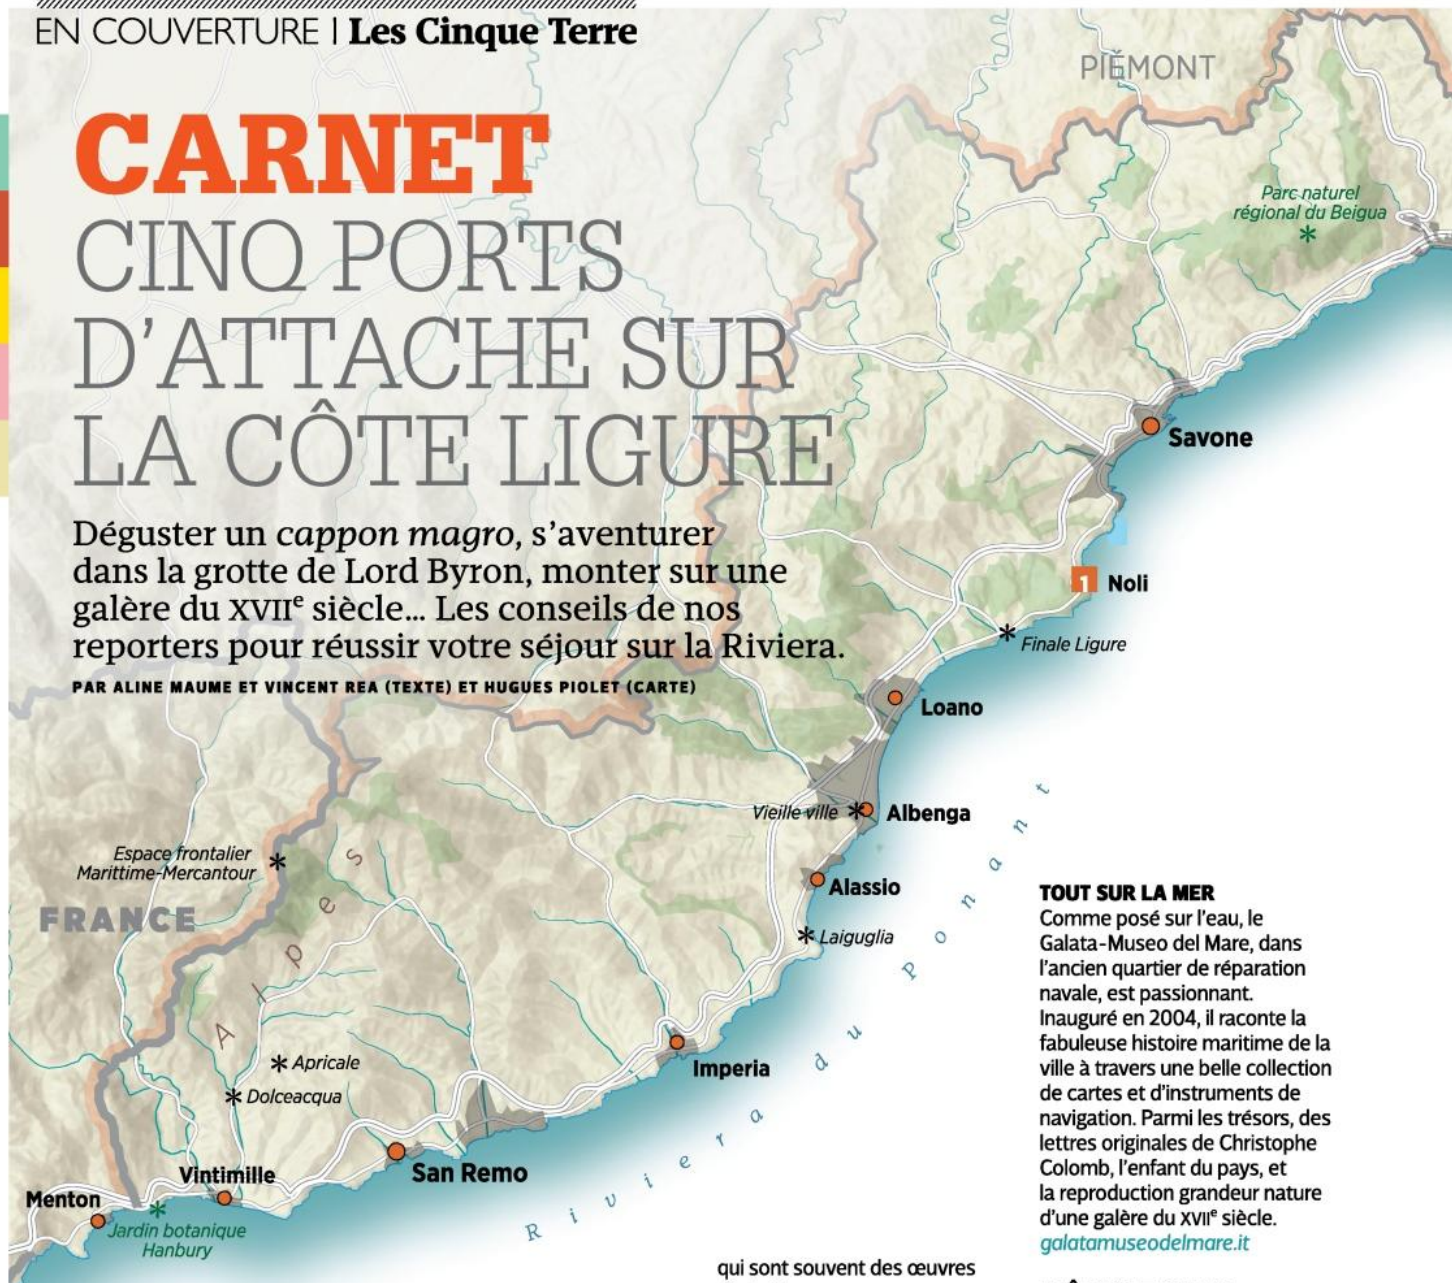 EN COUVERTURE | Les Cinque Terre
CARNET
CINQ PORTS
D'ATTACHE SUR
LA CÔTE LIGURE
Déguster un cappon magro, s'aventurer
dans la grotte de Lord Byron, monter sur une
galère du XVIIe siècle... Les conseils de nos
reporters pour réussir votre séjour sur la Riviera.
PAR ALINE MAUME ET VINCENT REA (TEXTE) ET HUGUES PIOLET (CARTE)
PIÉMONT
Parc naturel
régional du Beigua
Savone
1 Noli
Finale Ligure
Loano
Vieille ville
Albenga
Alassio
Laigueglia
Espace frontalier
Marittime-Mercantour
FRANCE
Alpes
Apricale
Dolceacqua
Imperia
San Remo
Vintimille
Menton
Jardin botanique
Hanbury
Riviera du Ponant
TOUT SUR LA MER
Comme posé sur l'eau, le
Galata-Museo del Mare, dans
l'ancien quartier de réparation
navale, est passionnant.
Inauguré en 2004, il raconte la
fabuleuse histoire maritime de la
ville à travers une belle collection
de cartes et d'instruments de
navigation. Parmi les trésors, des
lettres originales de Christophe
Colomb, l'enfant du pays, et
la reproduction grandeur nature
d'une galère du XVIIe siècle.
galatamuseodelmare.it
qui sont souvent des œuvres